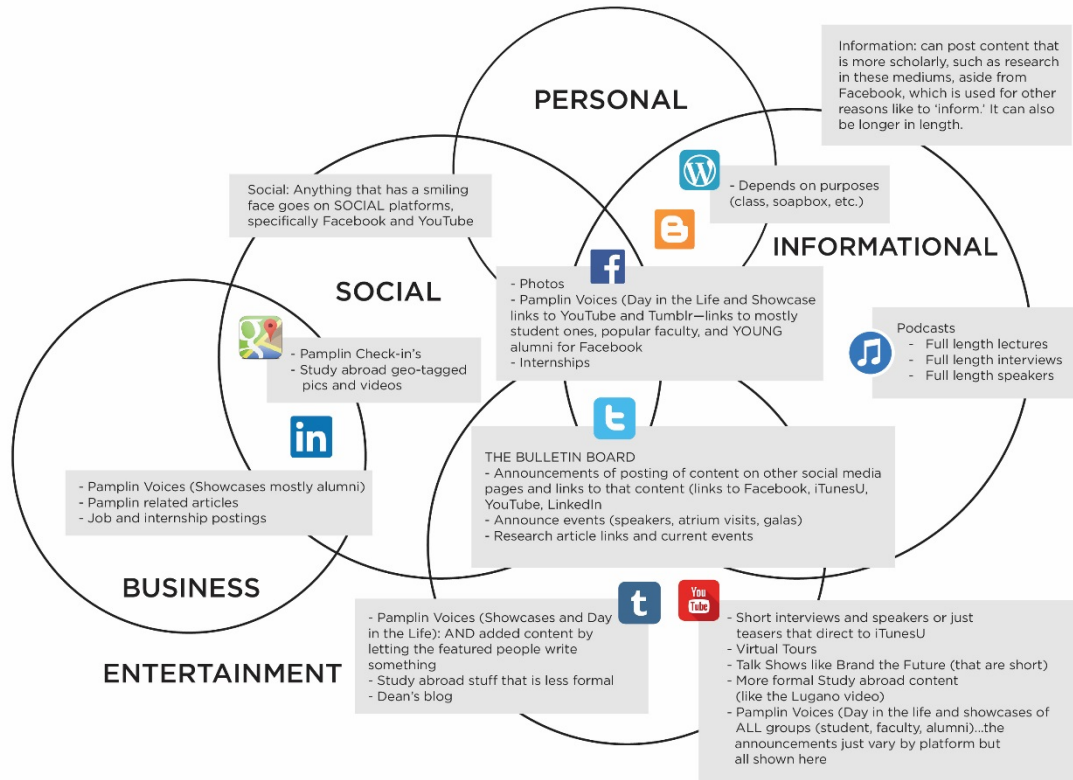 PERSONAL
Information: can post content that
is more scholarly, such as research
in these mediums, aside from
Facebook, which is used for other
reasons like to 'inform.' It can also
be longer in length.
- Depends on purposes
(class, soapbox, etc.)
Social: Anything that has a smiling
face goes on SOCIAL platforms,
specifically Facebook and YouTube
INFORMATIONAL
SOCIAL
- Photos
- Pamplin Voices (Day in the Life and Showcase
links to YouTube and Tumblr—links to mostly
student ones, popular faculty, and YOUNG
alumni for Facebook
- Internships
- Pamplin Check-in's
- Study abroad geo-tagged
pics and videos
Podcasts
- Full length lectures
- Full length interviews
- Full length speakers
in
THE BULLETIN BOARD
- Announcements of posting of content on other social media
pages and links to that content (links to Facebook, iTunesU,
YouTube, LinkedIn
- Announce events (speakers, atrium visits, galas)
- Research article links and current events
- Pamplin Voices (Showcases mostly alumni)
- Pamplin related articles
- Job and internship postings
BUSINESS
ENTERTAINMENT
You
Tube
- Pamplin Voices (Showcases and Day
in the Life): AND added content by
letting the featured people write
something
- Study abroad stuff that is less formal
- Dean's blog
- Short interviews and speakers or just
teasers that direct to iTunesU
- Virtual Tours
- Talk Shows like Brand the Future (that are short)
- More formal Study abroad content
(like the Lugano video)
- Pamplin Voices (Day in the life and showcases of
ALL groups (student, faculty, alumni)...the
announcements just vary by platform but
all shown here